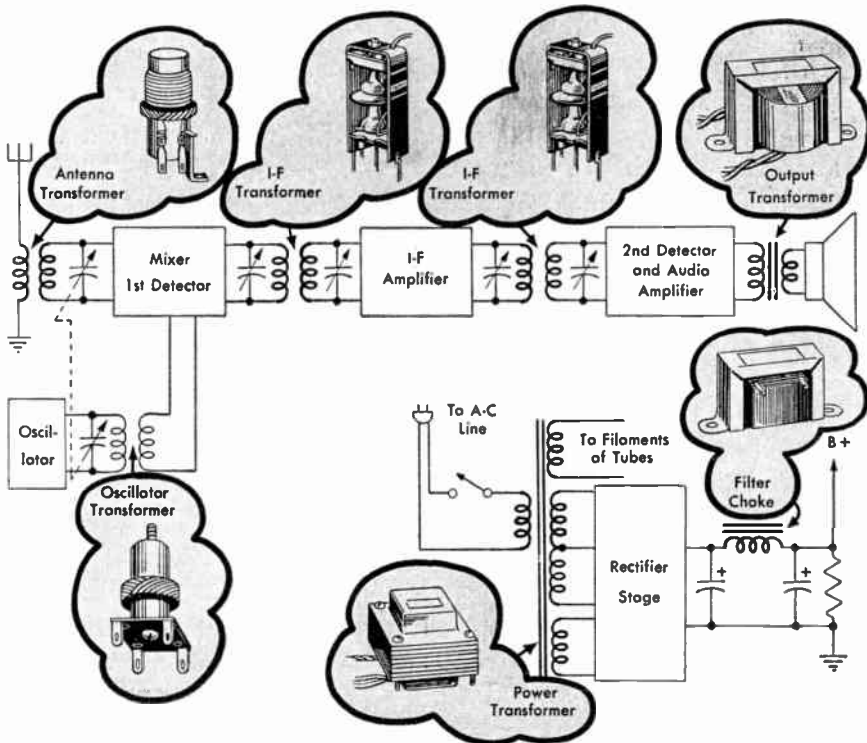 Antenna
Transformer
I-F
Transformer
I-F
Transformer
Output
Transformer
Mixer
1st Detector
I-F
Amplifier
2nd Detector
and Audio
Amplifier
Oscil-
lator
Oscillator
Transformer
To A-C
Line
To Filaments
of Tubes
Filter
Choke
B +
Rectifier
Stage
+
+
Power
Transformer